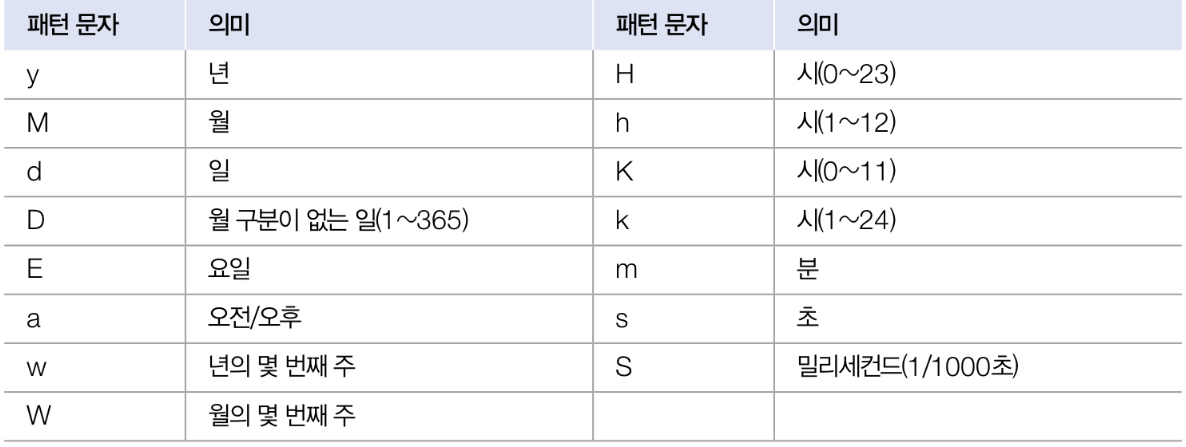 패턴 문자 의미 패턴 문자 의미
y 년 H 시(0~23)
M 월 h 시(1~12)
d 일 K 시(0~11)
D 월 구분이 없는 일(1~365) k 시(1~24)
E 요일 m 분
a 오전/오후 s 초
w 년의 몇 번째 주 S 밀리세컨드(1/1000초)
W 월의 몇 번째 주